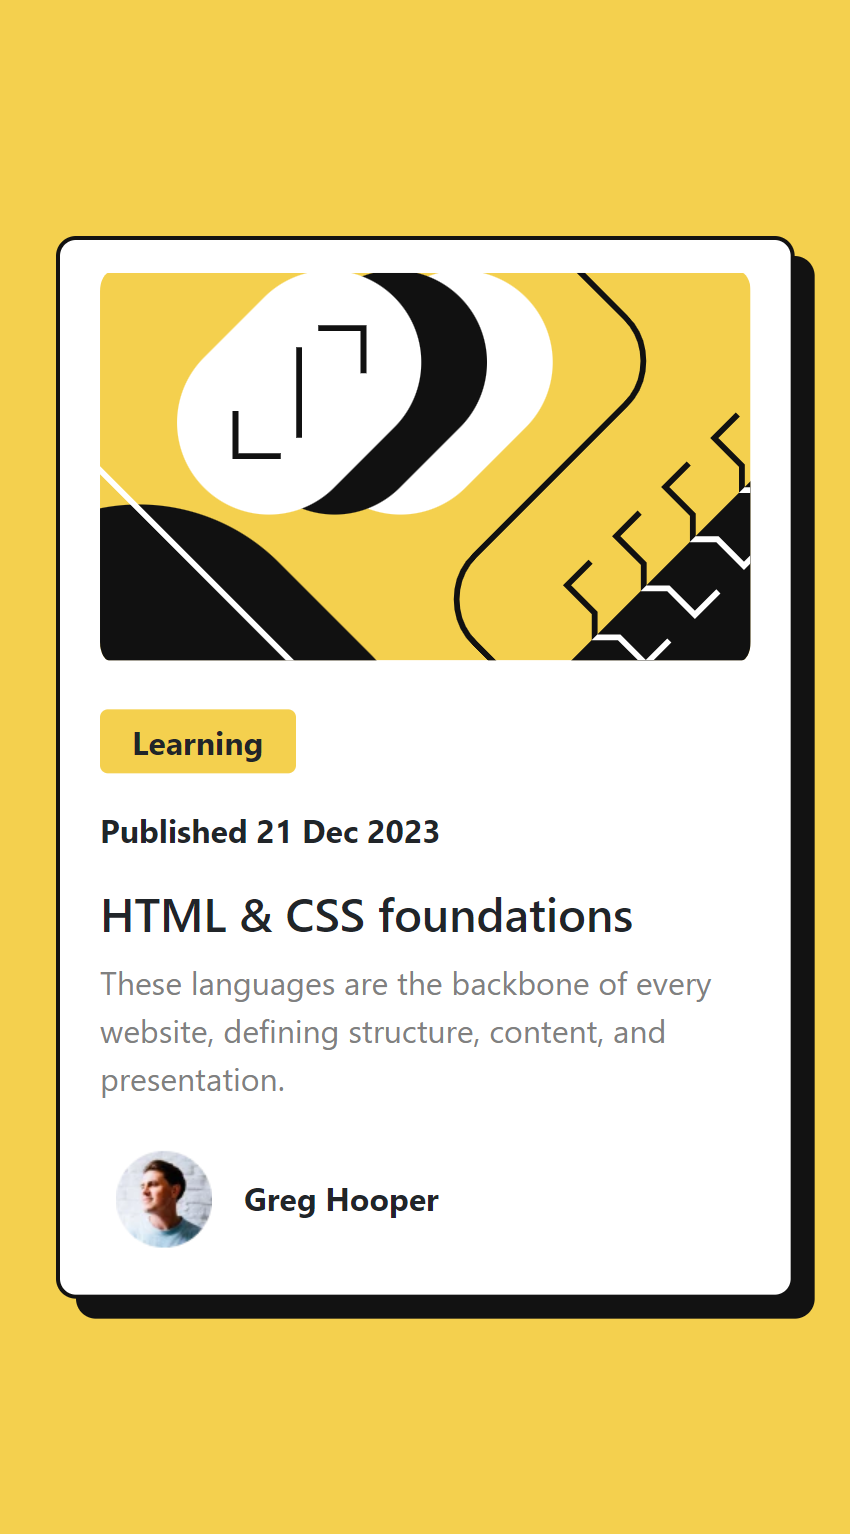 Learning
Published 21 Dec 2023
HTML & CSS foundations
These languages are the backbone of every
website, defining structure, content, and
presentation.
Greg Hooper